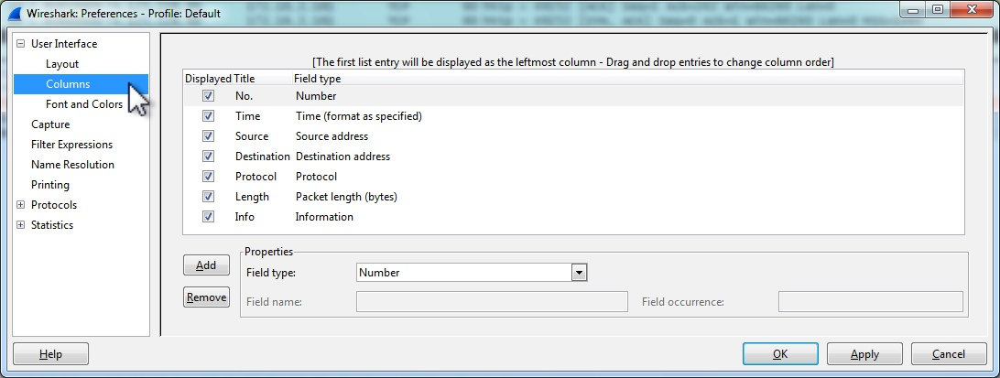 Wireshark: Preferences - Profile: Default
User Interface
Layout
Columns
Font and Colors
Capture
Filter Expressions
Name Resolution
Printing
Protocols
Statistics
[The first list entry will be displayed as the leftmost column - Drag and drop entries to change column order]
Displayed Title Field type
No. Number
Time Time (format as specified)
Source Source address
Destination Destination address
Protocol Protocol
Length Packet length (bytes)
Info Information
Add
Remove
Properties
Field type: Number
Field name: Field occurrence:
Help OK Apply Cancel